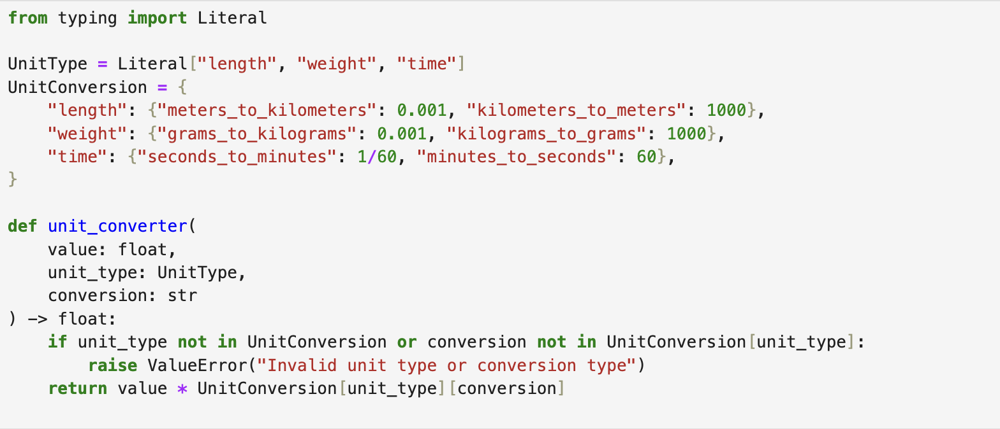 from typing import Literal

UnitType = Literal["length", "weight", "time"]
UnitConversion = {
    "length": {"meters_to_kilometers": 0.001, "kilometers_to_meters": 1000},
    "weight": {"grams_to_kilograms": 0.001, "kilograms_to_grams": 1000},
    "time": {"seconds_to_minutes": 1/60, "minutes_to_seconds": 60},
}

def unit_converter(
    value: float,
    unit_type: UnitType,
    conversion: str
) -> float:
    if unit_type not in UnitConversion or conversion not in UnitConversion[unit_type]:
        raise ValueError("Invalid unit type or conversion type")
    return value * UnitConversion[unit_type][conversion]